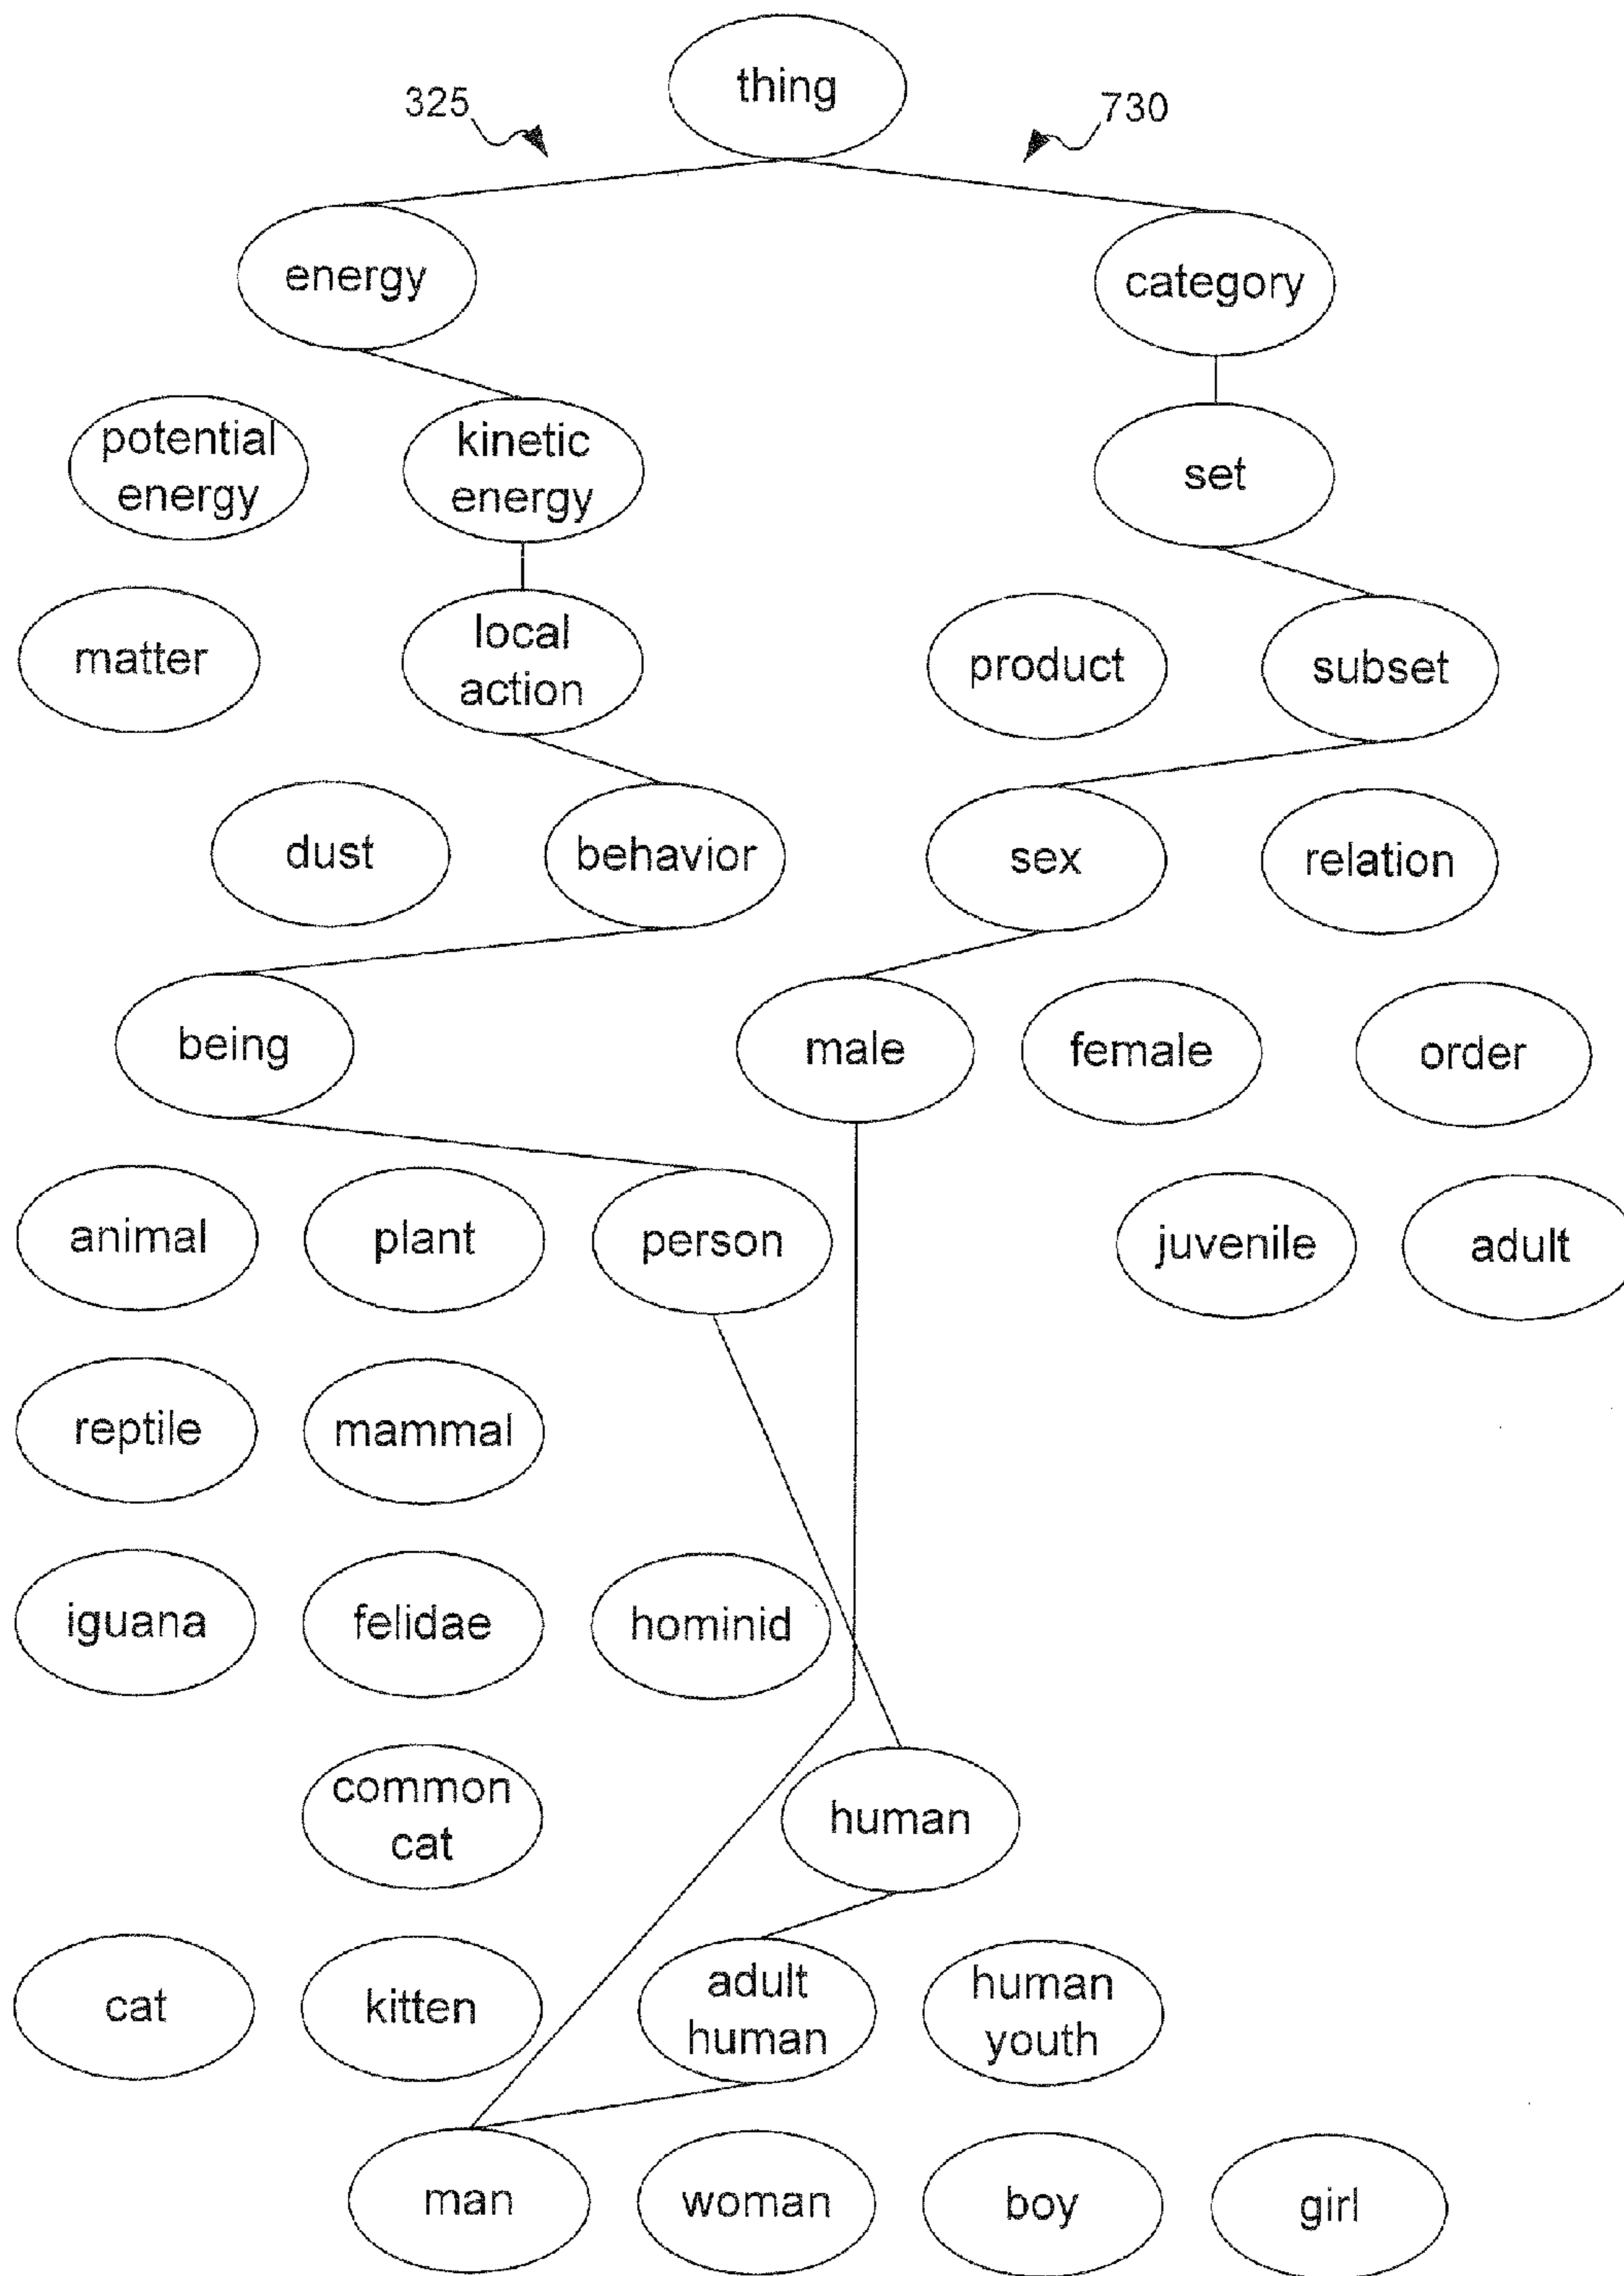 thing
325
730
energy
category
potential
energy
kinetic
energy
set
matter
local
action
product
subset
dust
behavior
sex
relation
being
male
female
order
animal
plant
person
juvenile
adult
reptile
mammal
iguana
felidae
hominid
common
cat
human
cat
kitten
adult
human
human
youth
man
woman
boy
girl